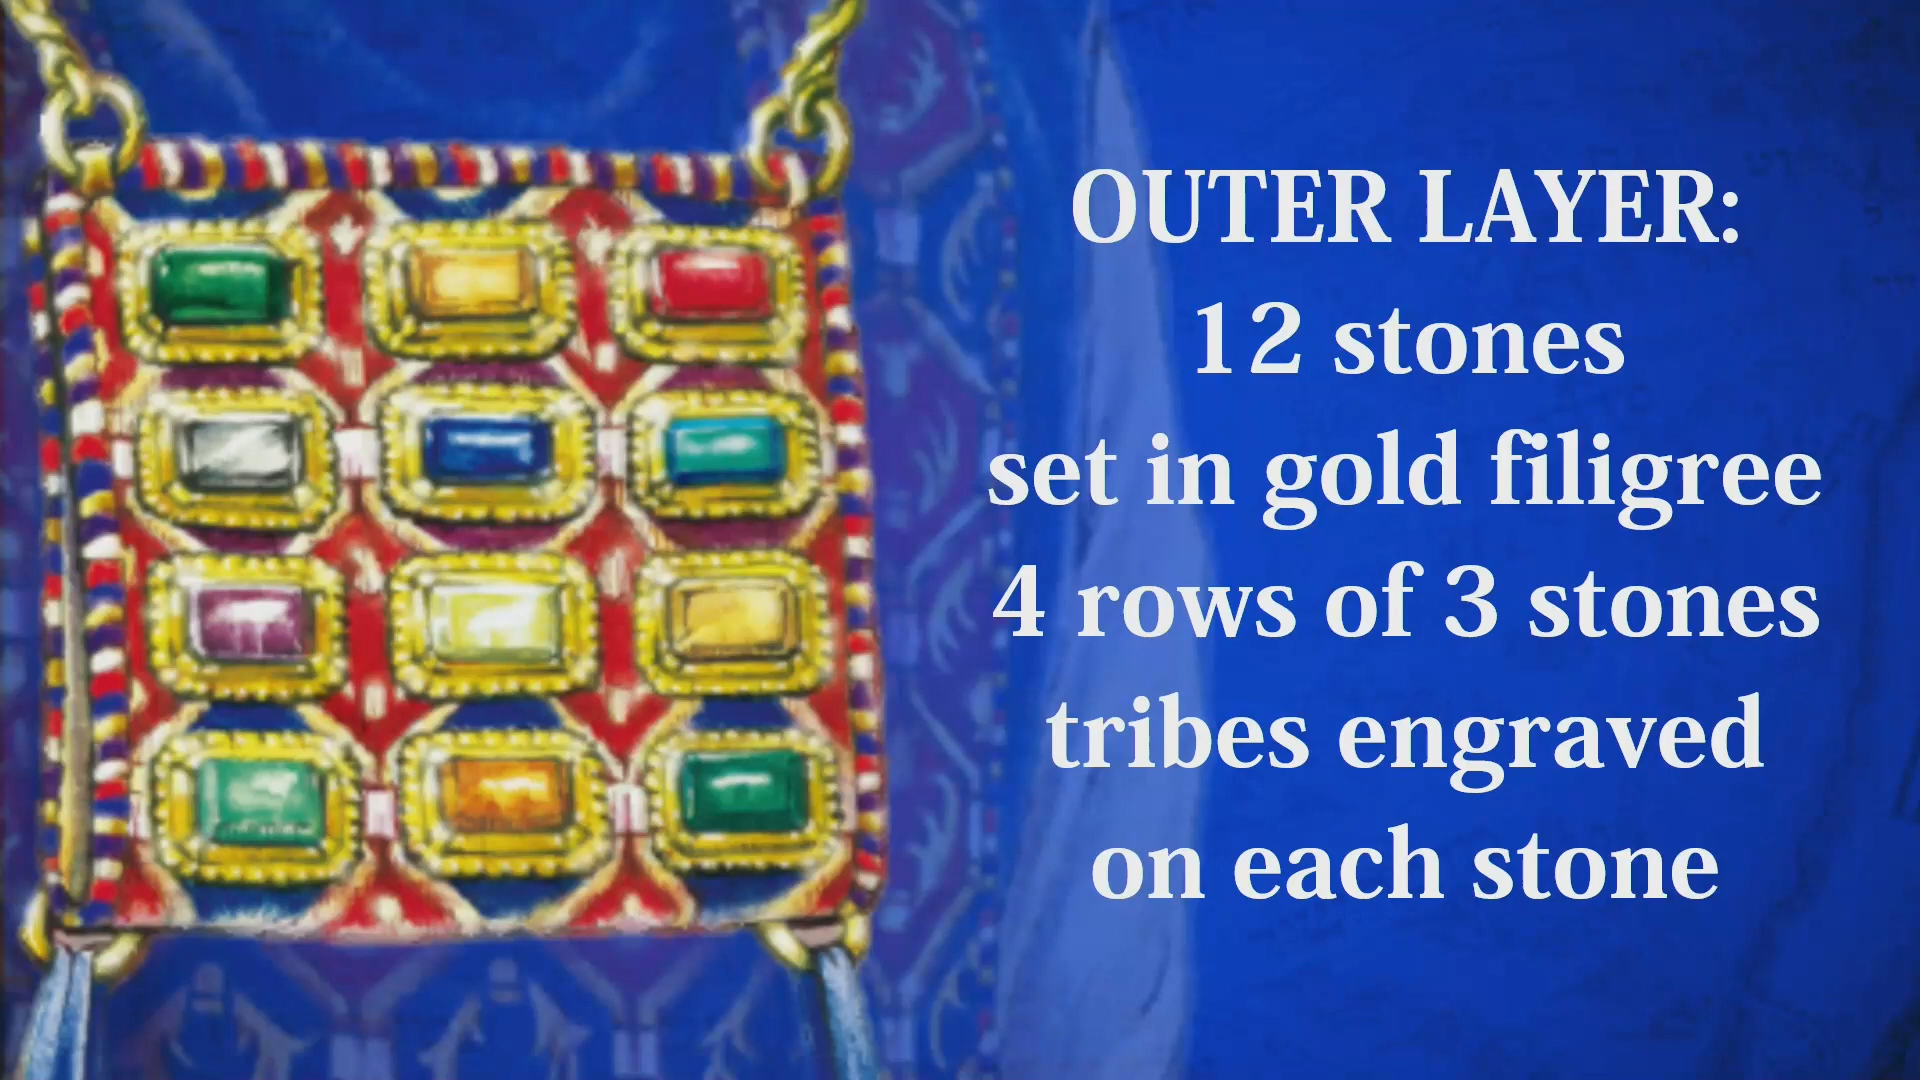 OUTER LAYER:
12 stones
set in gold filigree
4 rows of 3 stones
tribes engraved
on each stone